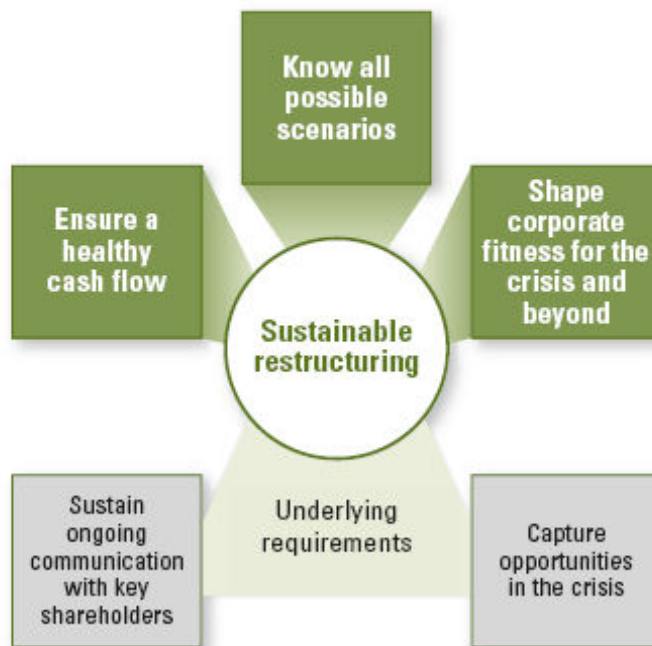 Know all
possible
scenarios
Ensure a
healthy
cash flow
Shape
corporate
fitness for the
crisis and
beyond
Sustainable
restructuring
Sustain
ongoing
communication
with key
shareholders
Underlying
requirements
Capture
opportunities
in the crisis